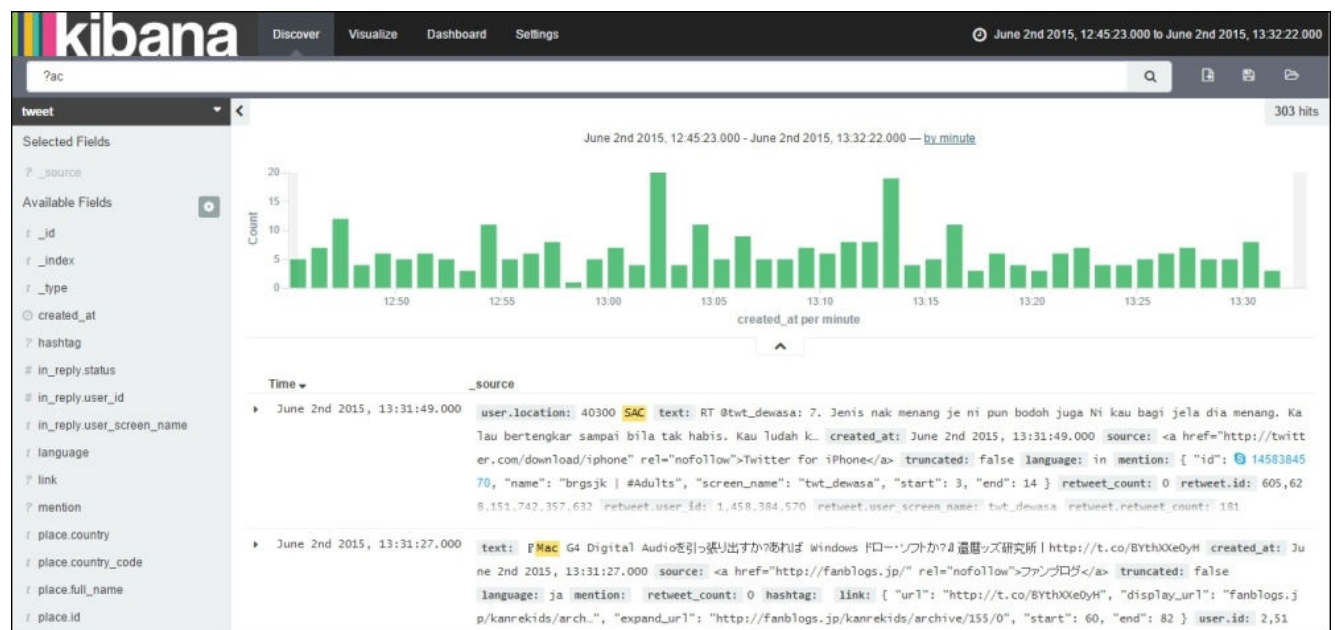 kibana Discover Visualize Dashboard Settings June 2nd 2015, 12:45:23.000 to June 2nd 2015, 13:32:22.000
?ac
tweet 303 hits
Selected Fields
? _source
Available Fields
t _id
t _index
t _type
created_at
? hashtag
# in_reply.status
# in_reply.user_id
t in_reply.user_screen_name
t language
? link
? mention
t place.country
t place.country_code
t place.full_name
t place.id
June 2nd 2015, 12:45:23.000 - June 2nd 2015, 13:32:22.000 — by minute
20
15
10
5
0
Count
12:50 12:55 13:00 13:05 13:10 13:15 13:20 13:25 13:30
created_at per minute
Time _source
June 2nd 2015, 13:31:49.000 user.location: 40300 SAC text: RT @twt_dewasa: 7. Jenis nak menang je ni pun bodoh juga Ni kau bagi jela dia menang. Ka
lau bertengkar sampai bila tak habis. Kau ludah k… created_at: June 2nd 2015, 13:31:49.000 source: <a href="http://twitt
er.com/download/iphone" rel="nofollow">Twitter for iPhone</a> truncated: false language: in mention: { "id": 14583845
70, "name": "brgsjk | #Adults", "screen_name": "twt_dewasa", "start": 3, "end": 14 } retweet_count: 0 retweet.id: 605,62
8,151,742,357,632 retweet.user_id: 1,458,384,570 retweet.user_screen_name: twt_dewasa retweet.retweet_count: 181
June 2nd 2015, 13:31:27.000 text: 『Mac G4 Digital Audioを引っ張り出すか?あれば Windows ドロー・ソフトか?』 還暦ッズ研究所 | http://t.co/BYthXXeOyH created_at: Ju
ne 2nd 2015, 13:31:27.000 source: <a href="http://fanblogs.jp/" rel="nofollow">ファンブログ</a> truncated: false
language: ja mention: retweet_count: 0 hashtag: link: { "url": "http://t.co/BYthXXeOyH", "display_url": "fanblogs.j
p/kanrekids/arch…", "expand_url": "http://fanblogs.jp/kanrekids/archive/155/0", "start": 60, "end": 82 } user.id: 2,51